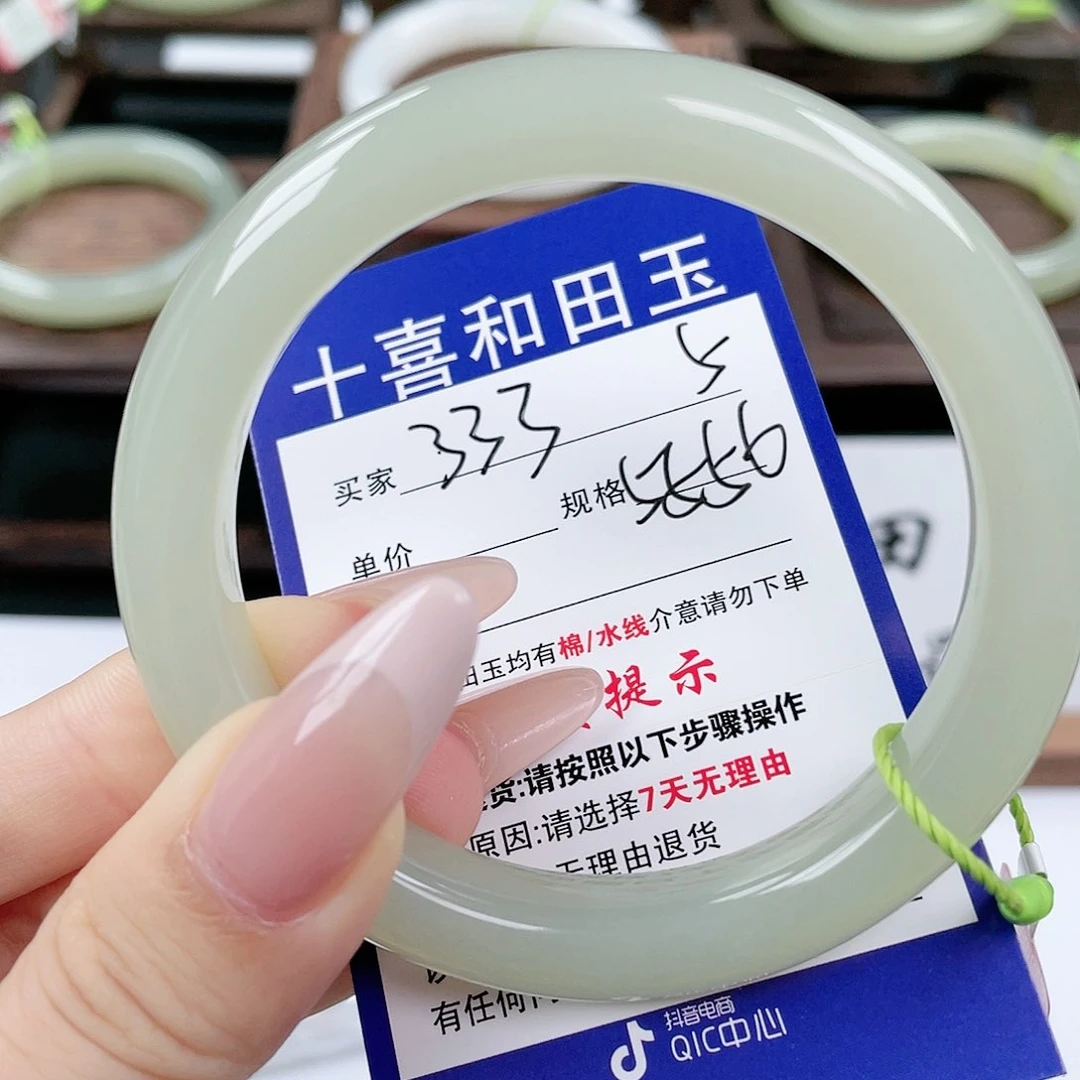 十喜和田玉
5
买家 333
规格
单价
田玉均有棉/水线介意请勿下单
提示
货:请按照以下步骤操作
原因:请选择7天无理由
无理由退货
有任何
抖音电商
QIC中心
田